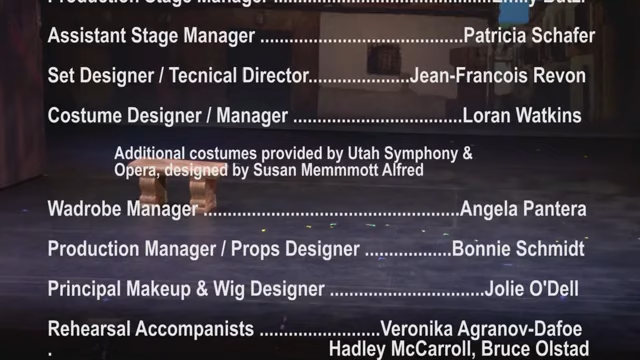 Production Stage Manager ......................................Emily Butzi
Assistant Stage Manager ...................................Patricia Schafer
Set Designer / Tecnical Director.................Jean-Francois Revon
Costume Designer / Manager .............................Loran Watkins
Additional costumes provided by Utah Symphony &
Opera, designed by Susan Memmmott Alfred
Wadrobe Manager ............................................Angela Pantera
Production Manager / Props Designer ...............Bonnie Schmidt
Principal Makeup & Wig Designer ...........................Jolie O'Dell
Rehearsal Accompanists .....................Veronika Agranov-Dafoe
. Hadley McCarroll, Bruce Olstad